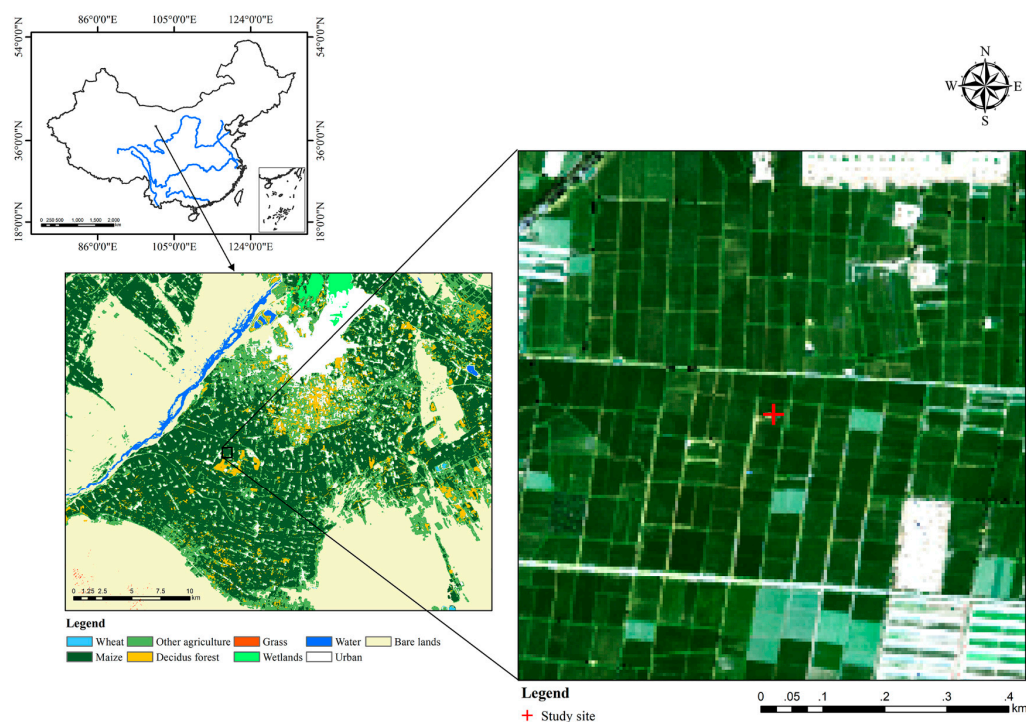 86°0'0"E 105°0'0"E 124°0'0"E
54°0'0"N 54°0'0"N
36°0'0"N 36°0'0"N
18°0'0"N 18°0'0"N
0 250 500 1,000 1,500 2,000
km
86°0'0"E 105°0'0"E 124°0'0"E
N
W E
S
0 1.25 2.5 5 7.5 10
km
Legend
Wheat Other agriculture Grass Water Bare lands
Maize Decidus forest Wetlands Urban
Legend
Study site
0 .05 .1 .2 .3 .4
km